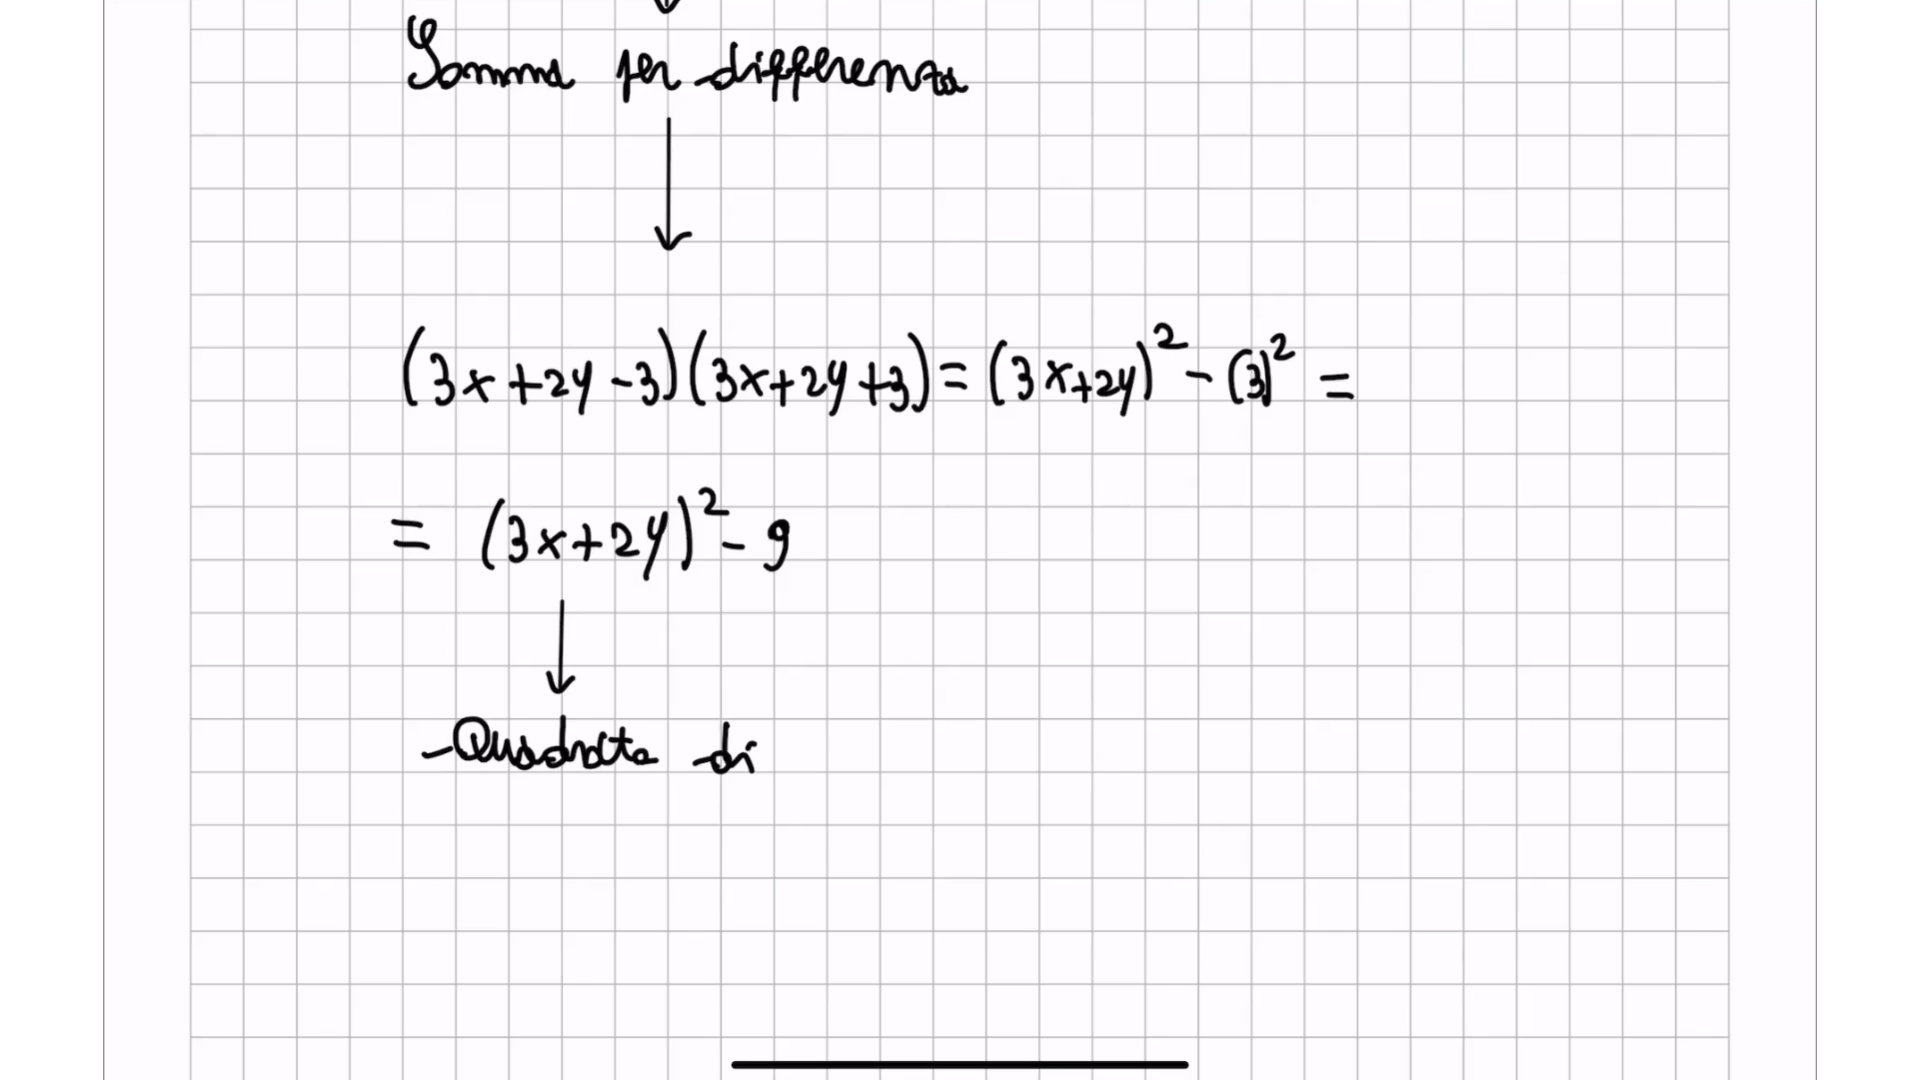 Somma per differenza
(3x+2y-3)(3x+2y+3)=(3x+2y)²-(3)²=
= (3x+2y)²-9
Quadrato di